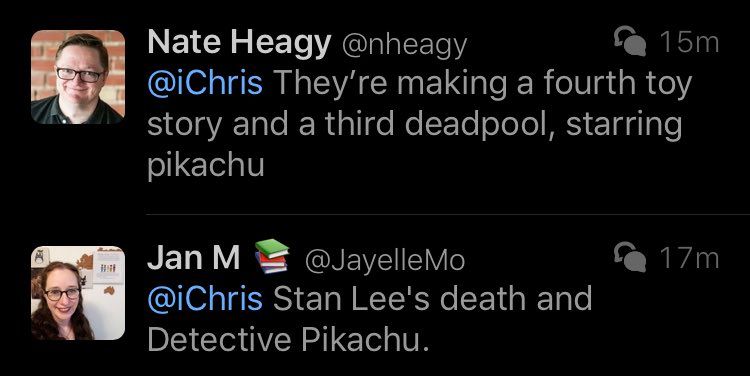 Nate Heagy @nheagy 15m
@iChris They’re making a fourth toy
story and a third deadpool, starring
pikachu
Jan M 📚 @JayelleMo 17m
@iChris Stan Lee's death and
Detective Pikachu.